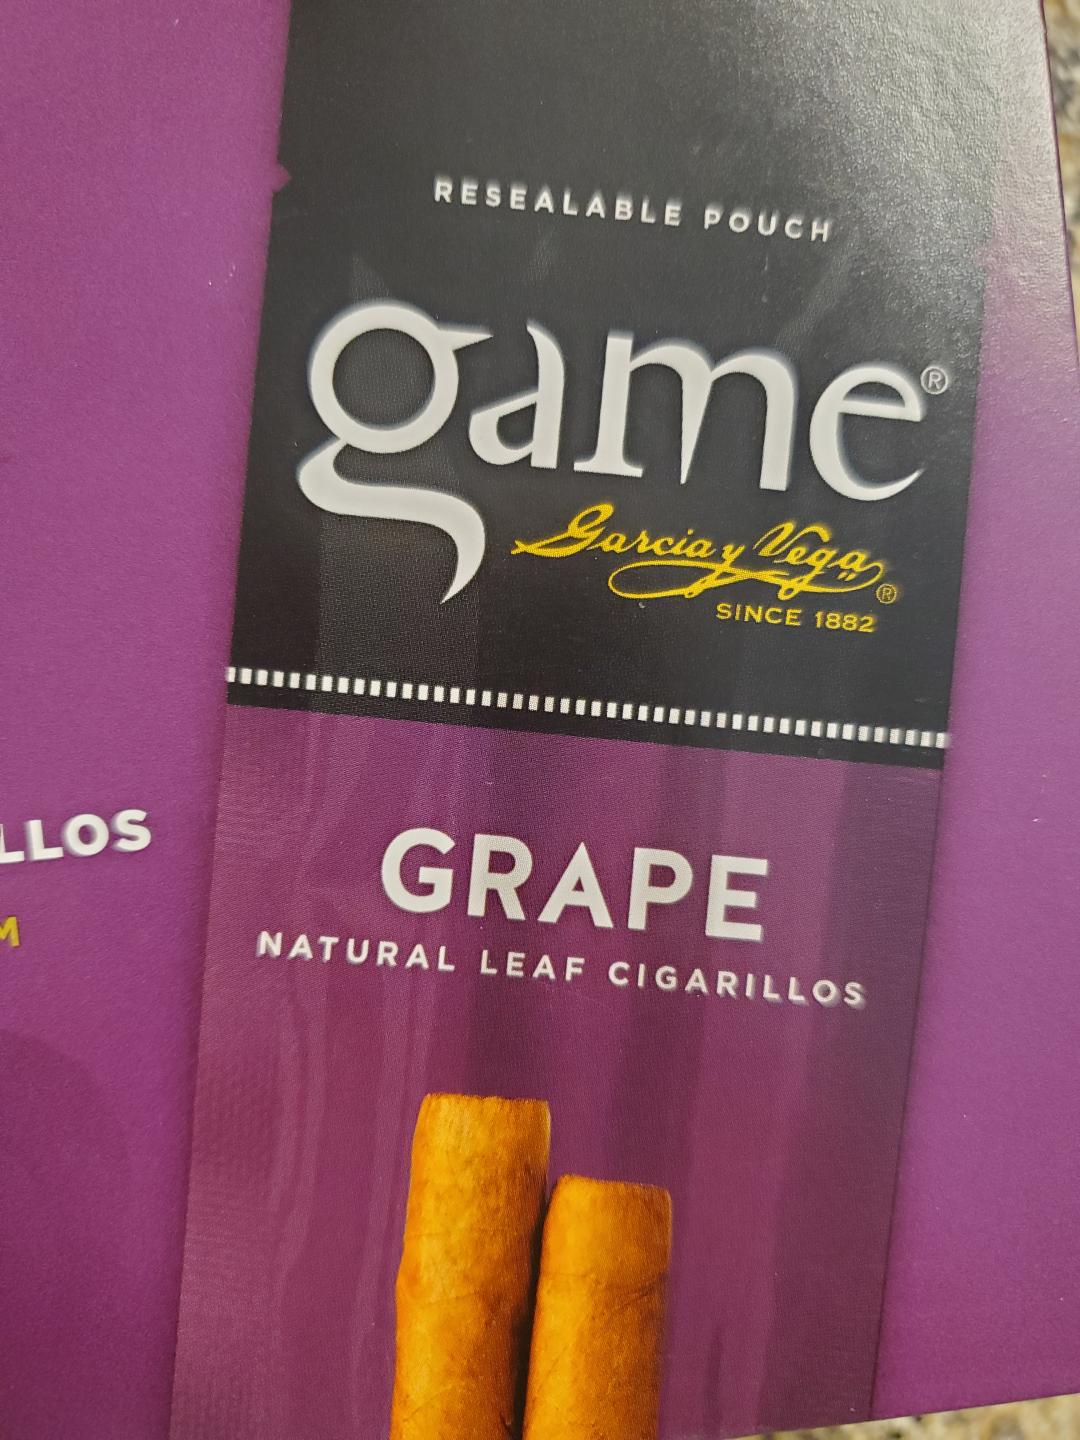 RESEALABLE POUCH
game®
Garcia y Vega®
SINCE 1882
LLOS
M
GRAPE
NATURAL LEAF CIGARILLOS